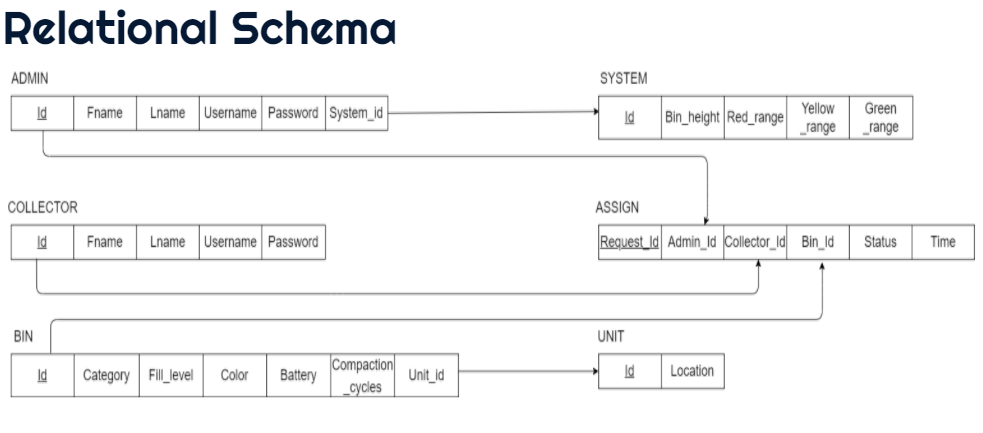 Relational Schema
ADMIN
SYSTEM
Id Fname Lname Username Password System_id
Id Bin_height Red_range Yellow _range Green _range
COLLECTOR
ASSIGN
Id Fname Lname Username Password
Request_Id Admin_Id Collector_Id Bin_Id Status Time
BIN
UNIT
Id Category Fill_level Color Battery Compaction _cycles Unit_id
Id Location